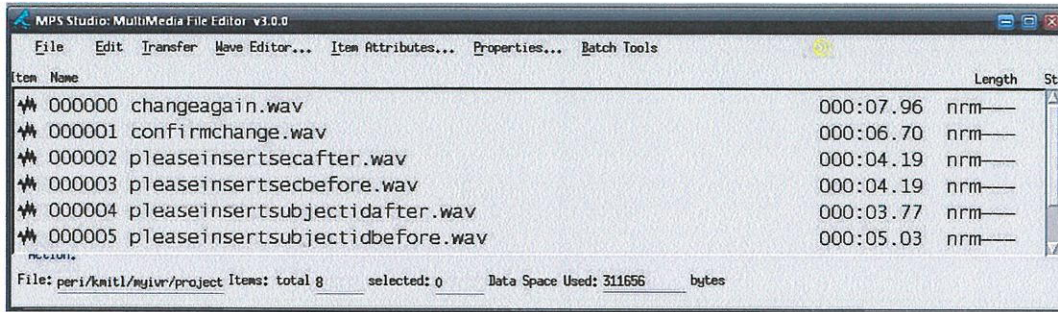 MPS Studio: MultiMedia File Editor v3.0.0
File Edit Transfer Wave Editor... Item Attributes... Properties... Batch Tools
Item Name Length St
000000 changeagain.wav 000:07.96 nrm———
000001 confirmchange.wav 000:06.70 nrm———
000002 pleaseinsertsecafter.wav 000:04.19 nrm———
000003 pleaseinsertsecbefore.wav 000:04.19 nrm———
000004 pleaseinsertsubjectidafter.wav 000:03.77 nrm———
000005 pleaseinsertsubjectidbefore.wav 000:05.03 nrm———
Action:
File: peri/kmitl/myivr/project Items: total 8 selected: 0 Data Space Used: 311656 bytes